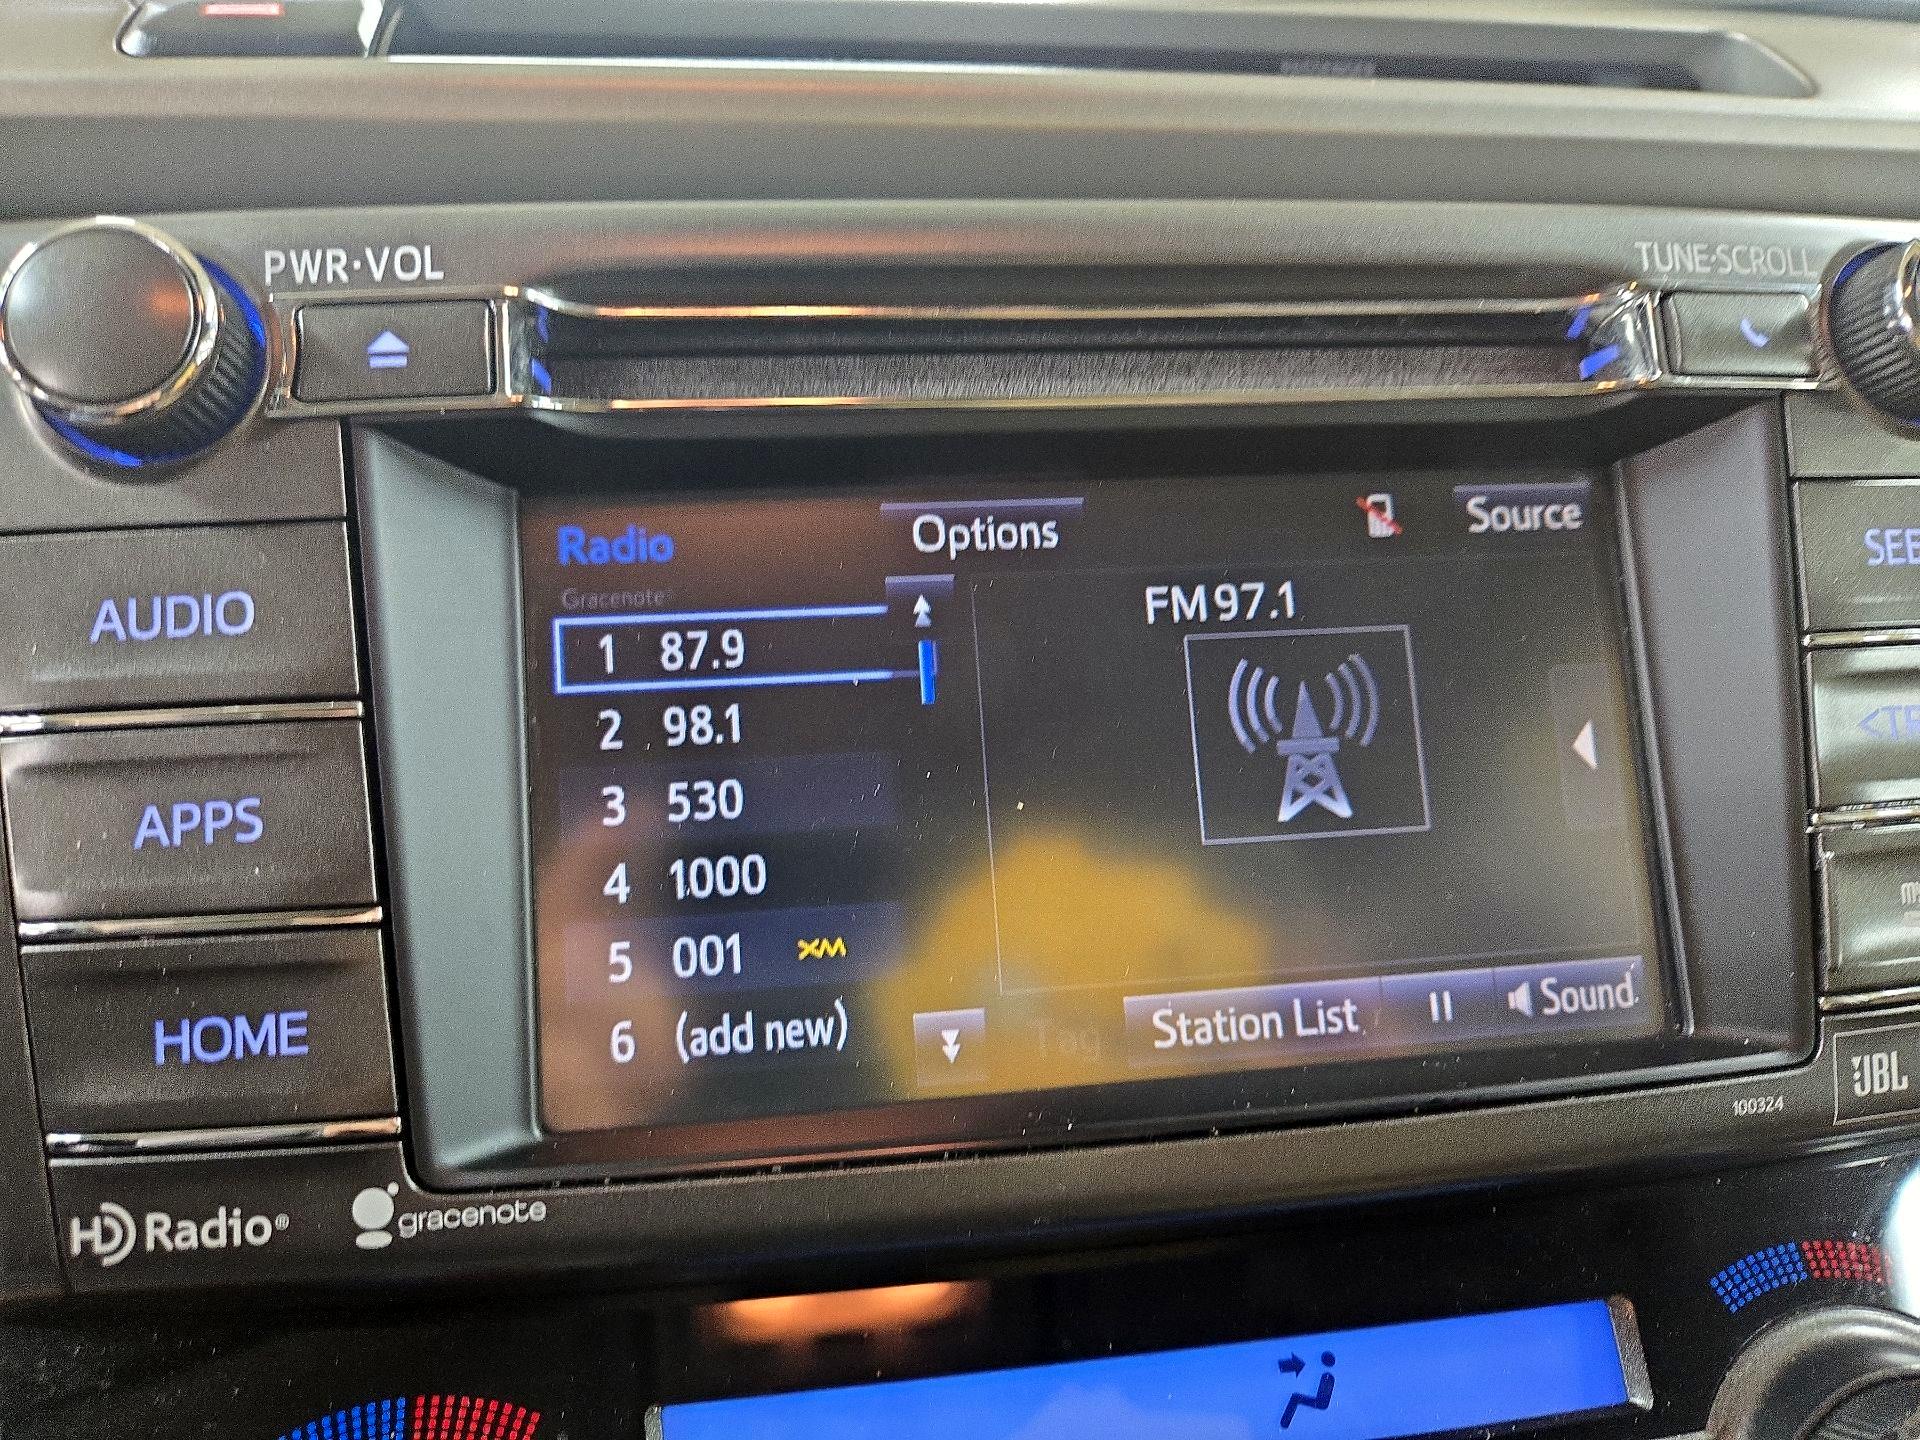 PWR·VOL
TUNE·SCROLL
AUDIO
APPS
HOME
Radio
Options
Source
Gracenote
1 87.9
2 98.1
3 530
4 1000
5 001 XM
6 (add new)
FM 97.1
Tag
Station List
Sound
100324
JBL
HD Radio®
gracenote